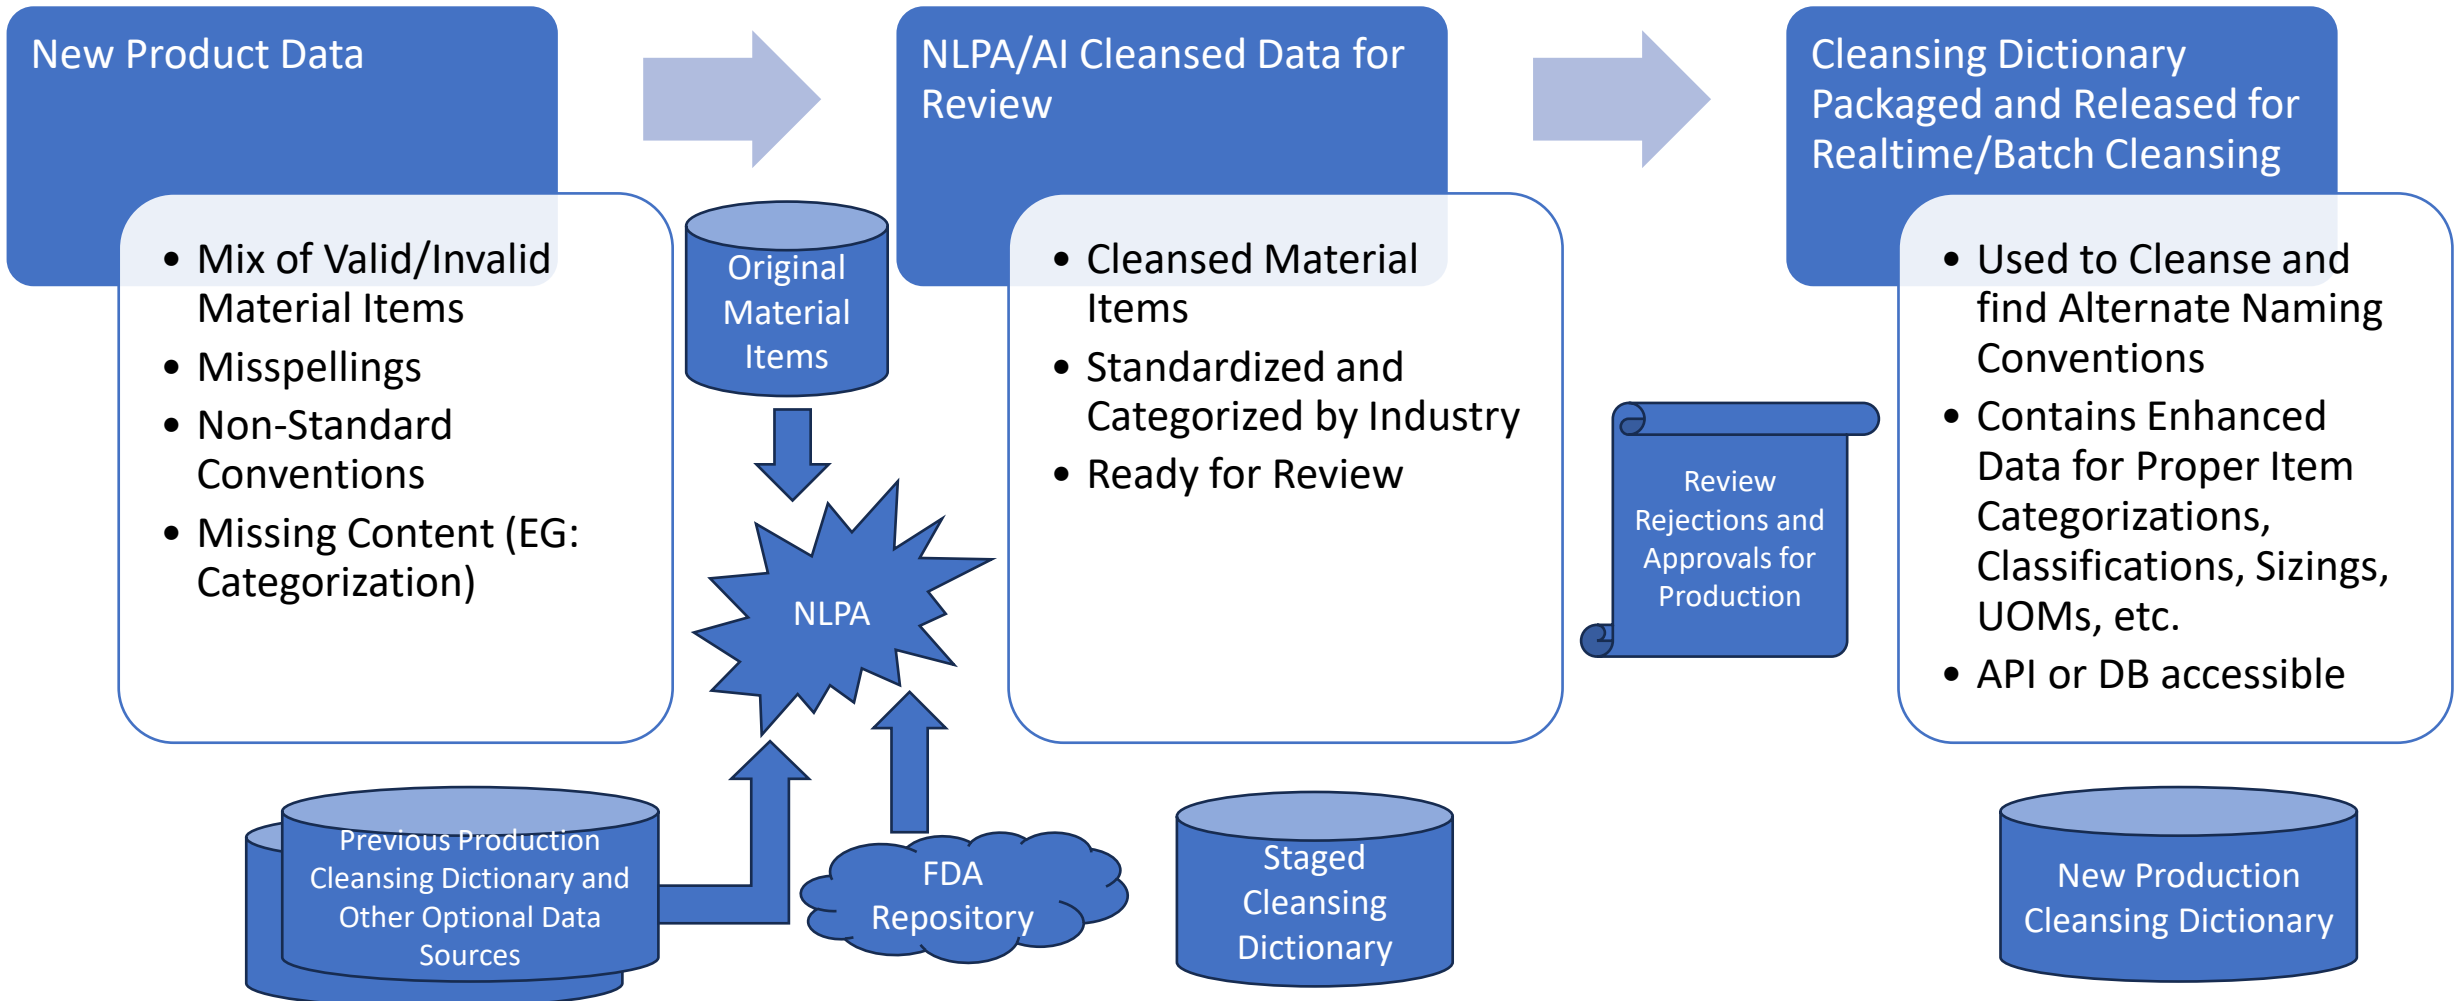 New Product Data
• Mix of Valid/Invalid
Material Items
• Misspellings
• Non-Standard
Conventions
• Missing Content (EG:
Categorization)
Original
Material
Items
NLPA
Previous Production
Cleansing Dictionary and
Other Optional Data
Sources
FDA
Repository
NLPA/AI Cleansed Data for
Review
• Cleansed Material
Items
• Standardized and
Categorized by Industry
• Ready for Review
Staged
Cleansing
Dictionary
Review
Rejections and
Approvals for
Production
Cleansing Dictionary
Packaged and Released for
Realtime/Batch Cleansing
• Used to Cleanse and
find Alternate Naming
Conventions
• Contains Enhanced
Data for Proper Item
Categorizations,
Classifications, Sizings,
UOMs, etc.
• API or DB accessible
New Production
Cleansing Dictionary